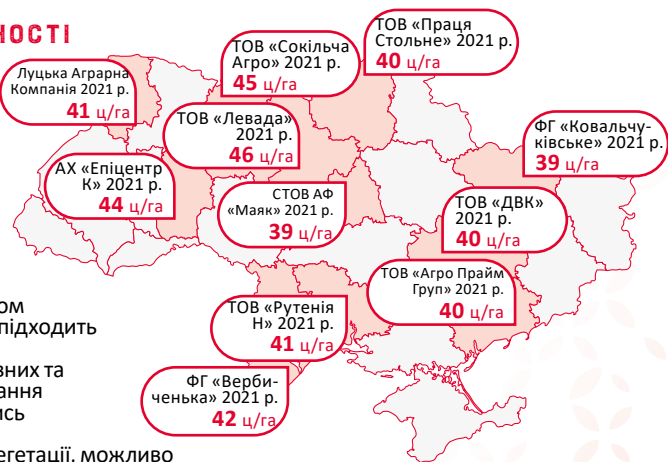 НОСТІ
ТОВ «Праця
Стольне» 2021 р.
40 ц/га
ТОВ «Сокільча
Агро» 2021 р.
45 ц/га
Луцька Аграрна
Компанія 2021 р.
41 ц/га
ТОВ «Левада»
2021 р.
46 ц/га
ФГ «Ковальчу-
ківське» 2021 р.
39 ц/га
АХ «Епіцентр
К» 2021 р.
44 ц/га
СТОВ АФ
«Маяк» 2021 р.
39 ц/га
ТОВ «ДВК»
2021 р.
40 ц/га
ТОВ «Агро Прайм
Груп» 2021 р.
40 ц/га
ТОВ «Рутенія
Н» 2021 р.
41 ц/га
ФГ «Верби-
ченька» 2021 р.
42 ц/га
ом
підходить
вних та
ання
ись
егетації, можливо